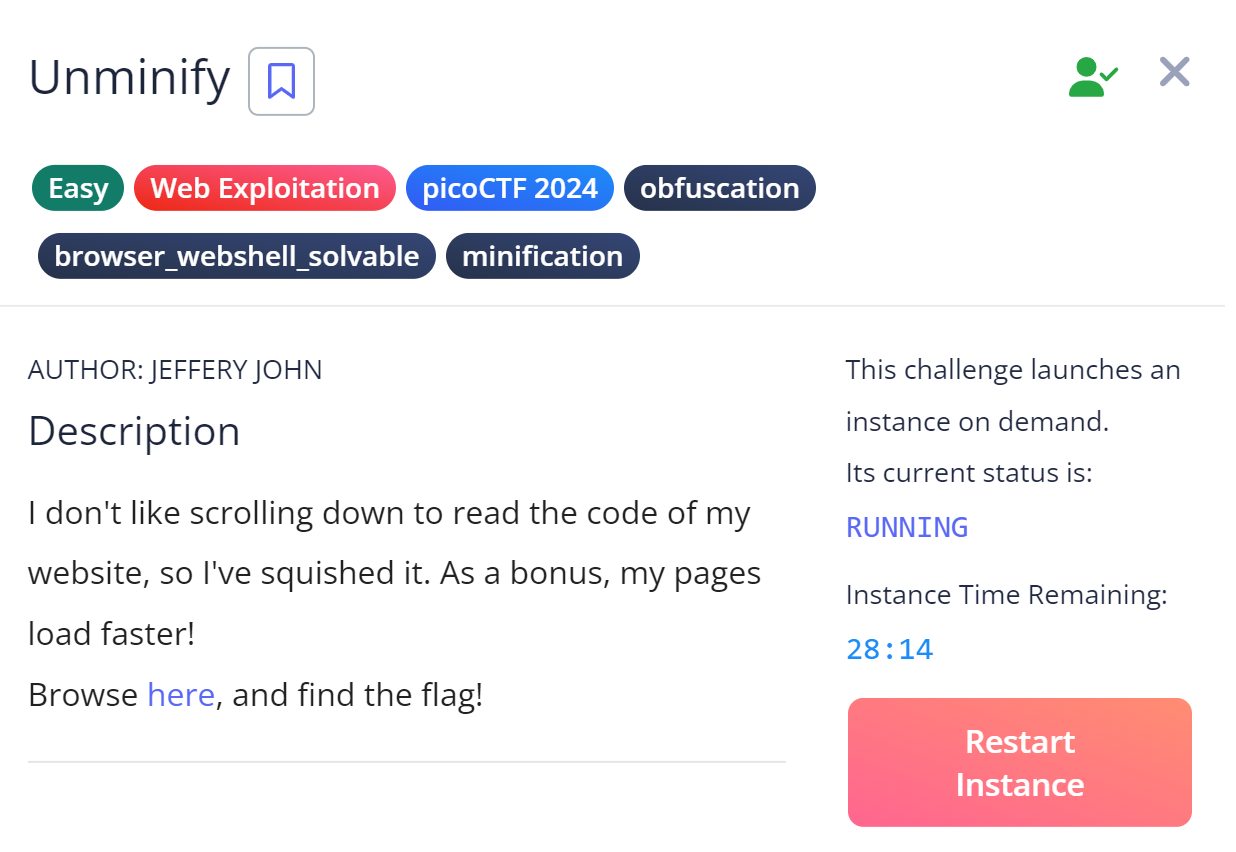 Unminify
Easy Web Exploitation picoCTF 2024 obfuscation
browser_webshell_solvable minification
AUTHOR: JEFFERY JOHN
Description
I don't like scrolling down to read the code of my
website, so I've squished it. As a bonus, my pages
load faster!
Browse here, and find the flag!
This challenge launches an
instance on demand.
Its current status is:
RUNNING
Instance Time Remaining:
28:14
Restart
Instance